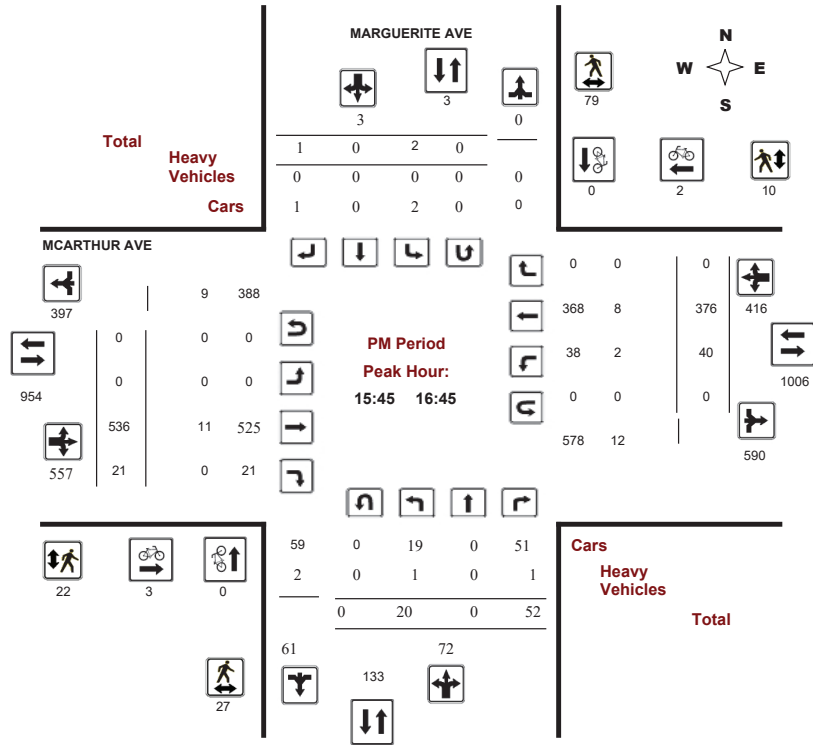 MARGUERITE AVE
N
W E
S
3
3
0
79
Total
1 0 2 0
Heavy
Vehicles
0 0 0 0 0
Cars
1 0 2 0 0
0 2 10
MCARTHUR AVE
397
9 388
0 0 0
954
0 0 0
536 11 525
557
21 0 21
PM Period
Peak Hour:
15:45 16:45
0 0 0
368 8 376 416
38 2 40
1006
0 0 0
578 12
590
22 3 0
27
59 0 19 0 51
2 0 1 0 1
0 20 0 52
61 72
133
Cars
Heavy
Vehicles
Total